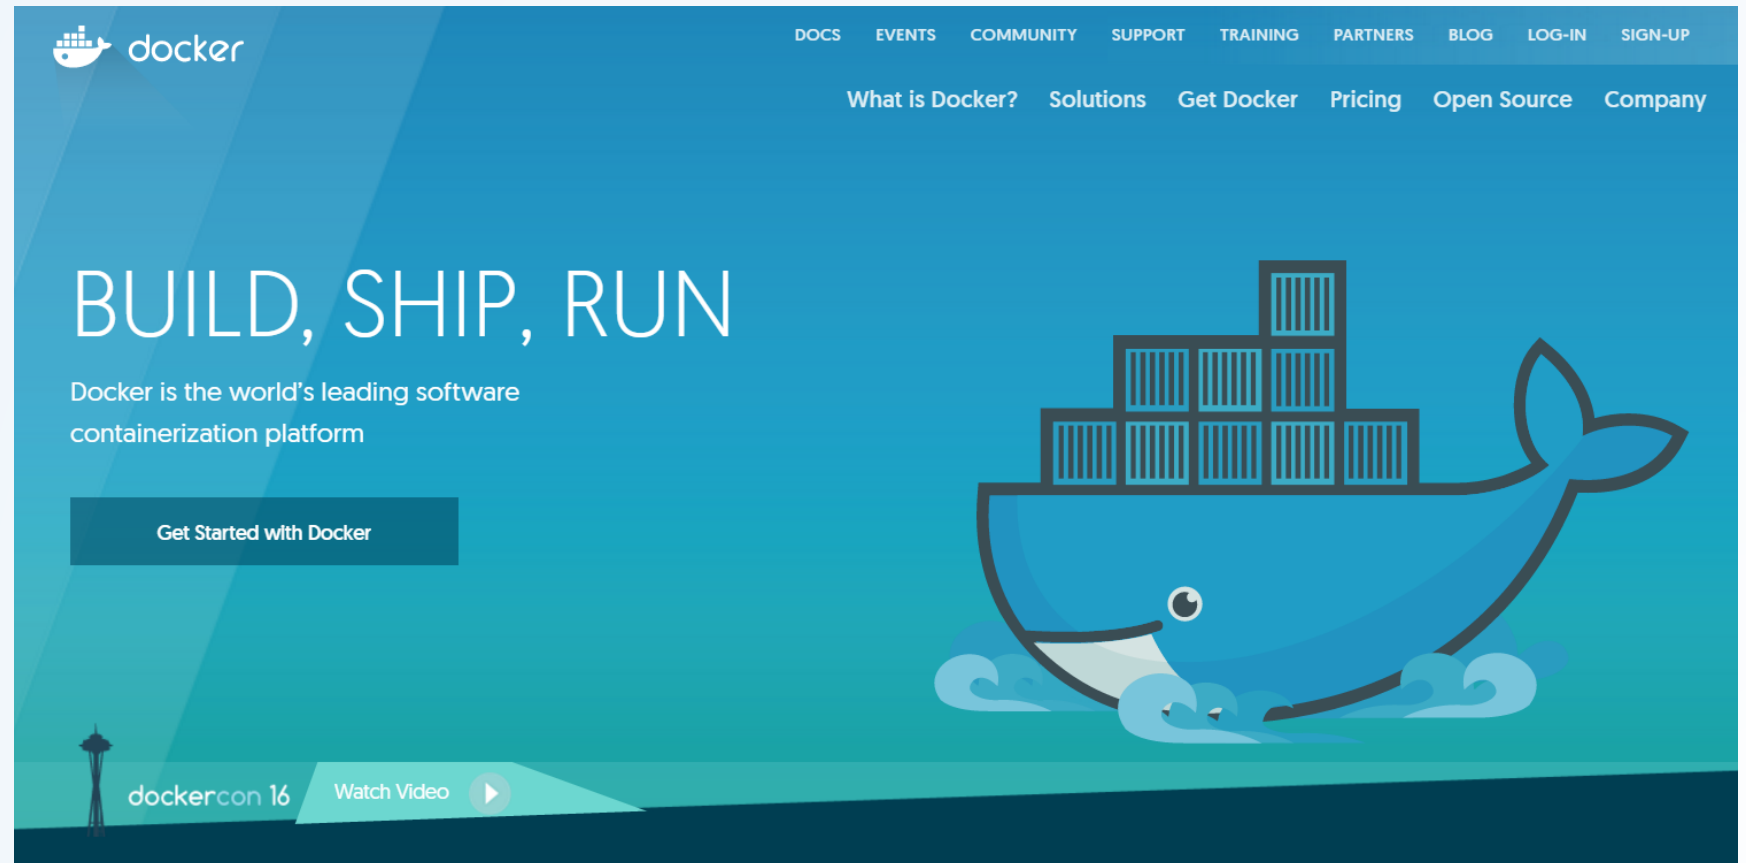 docker
DOCS EVENTS COMMUNITY SUPPORT TRAINING PARTNERS BLOG LOG-IN SIGN-UP
What is Docker? Solutions Get Docker Pricing Open Source Company
BUILD, SHIP, RUN
Docker is the world's leading software
containerization platform
Get Started with Docker
dockercon 16 Watch Video